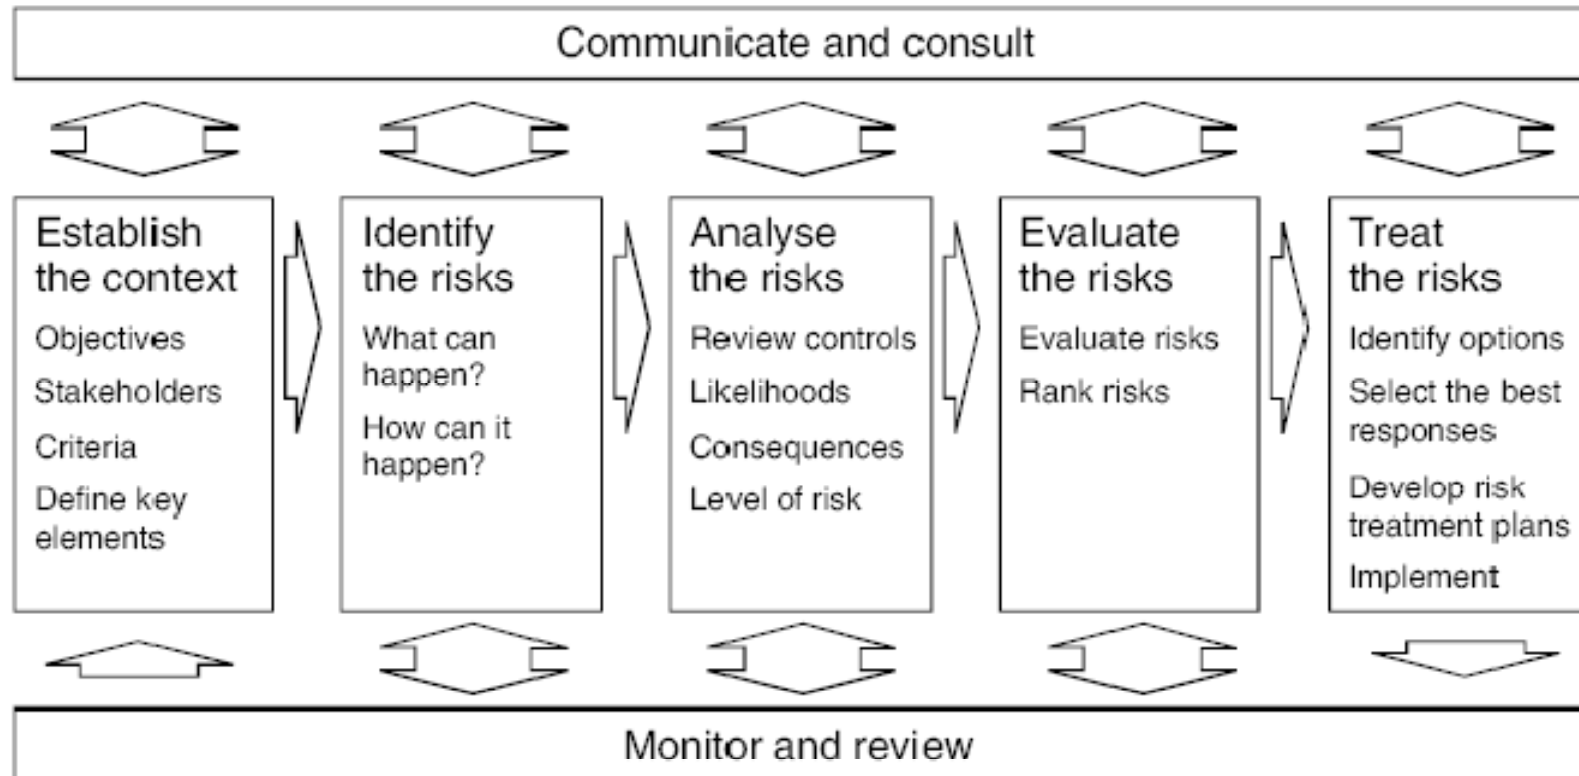 Communicate and consult
Establish
the context
Objectives
Stakeholders
Criteria
Define key
elements
Identify
the risks
What can
happen?
How can it
happen?
Analyse
the risks
Review controls
Likelihoods
Consequences
Level of risk
Evaluate
the risks
Evaluate risks
Rank risks
Treat
the risks
Identify options
Select the best
responses
Develop risk
treatment plans
Implement
Monitor and review